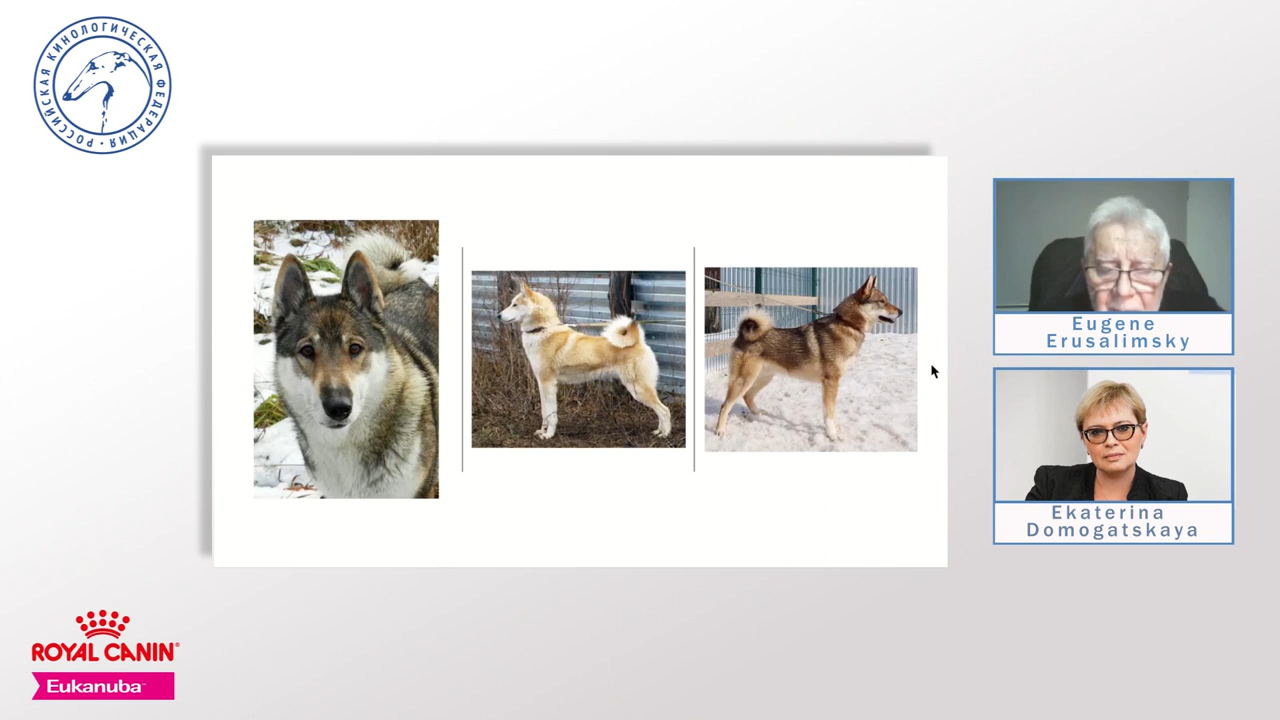 РОССИЙСКАЯ КИНОЛОГИЧЕСКАЯ ФЕДЕРАЦИЯ
Eugene
Erusalimsky
Ekaterina
Domogatskaya
ROYAL CANIN
Eukanuba